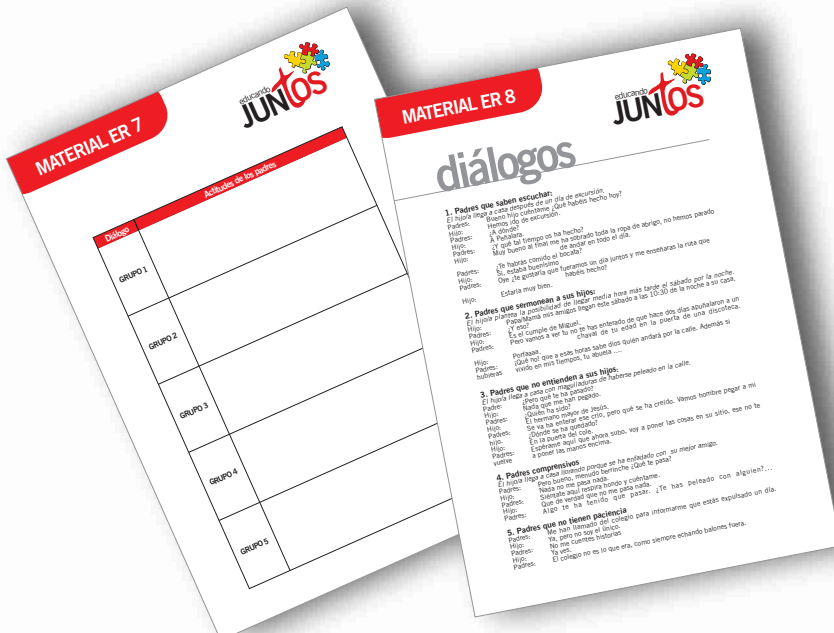 MATERIAL ER 7
educando
JUNTOS
Diálogo
Actitudes de los padres
GRUPO 1
GRUPO 2
GRUPO 3
GRUPO 4
GRUPO 5
MATERIAL ER 8
educando
JUNTOS
diálogos
1. Padres que saben escuchar:
El hijo/a llega a casa después de un día de excursión.
Padres: Bueno hijo cuéntame ¿Qué habéis hecho hoy?
Hijo: Hemos ido de excursión.
Padres: ¿A dónde?
Hijo: A Peñalara.
Padres: ¿Y qué tal tiempo os ha hecho?
Hijo: Muy bueno al final me ha sobrado toda la ropa de abrigo, no hemos parado
de andar en todo el día.
Padres: ¿Te habrás comido el bocata?
Hijo: Si, estaba buenísimo
Padres: Oye ¿te gustaría que fueramos un día juntos y me enseñaras la ruta que
habéis hecho?
Hijo: Estaría muy bien.
2. Padres que sermonean a sus hijos:
El hijo/a plantea la posibilidad de llegar media hora más tarde el sábado por la noche.
Hijo: Papa/Mamá mis amigos llegan este sábado a las 10:30 de la noche a su casa.
Padres: ¿Y eso?
Hijo: Es el cumple de Miguel.
Padres: Pero vamos a ver tu no te has enterado de que hace dos días apuñalaron a un
chaval de tu edad en la puerta de una discoteca.
Hijo: Porfaaaa,
Padres: ¡Qué no! que a esas horas sabe dios quién andará por la calle. Además si
hubieras vivido en mis tiempos, tu abuela ....
3. Padres que no entienden a sus hijos:
El hijo/a llega a casa con magulladuras de haberse peleado en la calle.
Padre: ¿Pero qué te ha pasado?
Hijo: Nada que me han pegado.
Padres: ¿Quién ha sido?
Hijo: El hermano mayor de Jesús.
Padres: Se va ha enterar ese crío, pero qué se ha creído. Vamos hombre pegar a mi
hijo. ¿Dónde se ha quedado?
Hijo: En la puerta del cole.
Padres: Espérame aquí que ahora subo, voy a poner las cosas en su sitio, ese no te
vuelve a poner las manos encima.
4. Padres comprensivos
El hijo/a llega a casa llorando porque se ha enfadado con su mejor amigo.
Padres: Pero bueno, menudo berrinche ¿Qué te pasa?
Hijo: Nada no me pasa nada.
Padres: Siéntate aquí respira hondo y cuéntame.
Hijo: Que de verdad que no me pasa nada.
Padres: Algo te ha tenido que pasar. ¿Te has peleado con alguien?...
5. Padres que no tienen paciencia
Padres: Me han llamado del colegio para informarme que estás expulsado un día.
Hijo: Ya, pero no soy el único.
Padres: No me cuentes historias
Hijo: Ya ves.
Padres: El colegio no es lo que era, como siempre echando balones fuera.